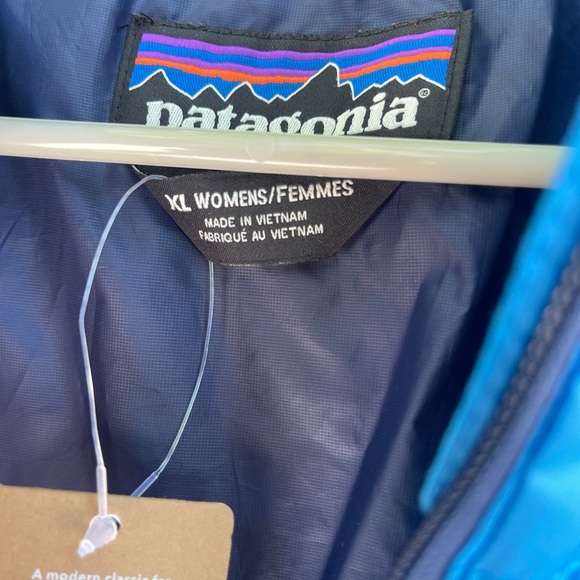 patagonia®
XL WOMENS/FEMMES
MADE IN VIETNAM
FABRIQUÉ AU VIETNAM
A modern classic